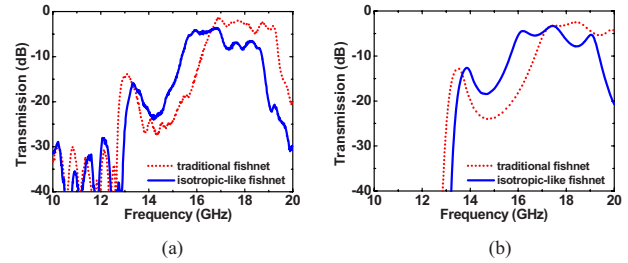 0
-10
-20
-30
-40
Transmission (dB)
traditional fishnet
isotropic-like fishnet
10 12 14 16 18 20
Frequency (GHz)
(a)
0
-10
-20
-30
-40
Transmission (dB)
traditional fishnet
isotropic-like fishnet
10 12 14 16 18 20
Frequency (GHz)
(b)